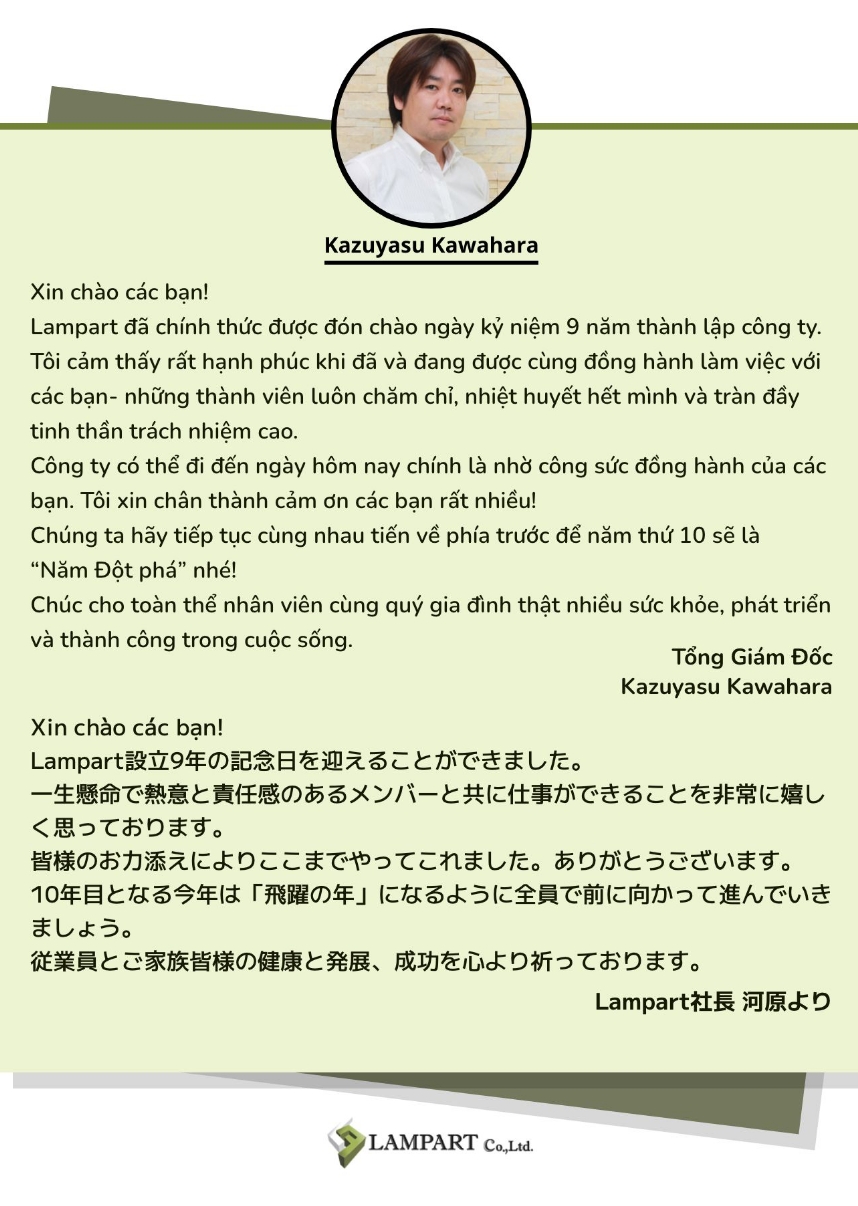 Kazuyasu Kawahara
Xin chào các bạn!
Lampart đã chính thức được đón chào ngày kỷ niệm 9 năm thành lập công ty.
Tôi cảm thấy rất hạnh phúc khi đã và đang được cùng đồng hành làm việc với
các bạn- những thành viên luôn chăm chỉ, nhiệt huyết hết mình và tràn đầy
tinh thần trách nhiệm cao.
Công ty có thể đi đến ngày hôm nay chính là nhờ công sức đồng hành của các
bạn. Tôi xin chân thành cảm ơn các bạn rất nhiều!
Chúng ta hãy tiếp tục cùng nhau tiến về phía trước để năm thứ 10 sẽ là
“Năm Đột phá” nhé!
Chúc cho toàn thể nhân viên cùng quý gia đình thật nhiều sức khỏe, phát triển
và thành công trong cuộc sống.
Tổng Giám Đốc
Kazuyasu Kawahara
Xin chào các bạn!
Lampart設立9年の記念日を迎えることができました。
一生懸命で熱意と責任感のあるメンバーと共に仕事ができることを非常に嬉し
く思っております。
皆様のお力添えによりここまでやってこれました。ありがとうございます。
10年目となる今年は「飛躍の年」になるように全員で前に向かって進んでいき
ましょう。
従業員とご家族皆様の健康と発展、成功を心より祈っております。
Lampart社長 河原より
LAMPART Co.,Ltd.